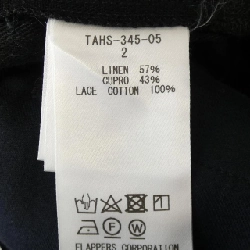 TAHS-345-05
2
LINEN 57%
CUPRO 43%
LACE COTTON 100%
FLAPPERS CORPORATION